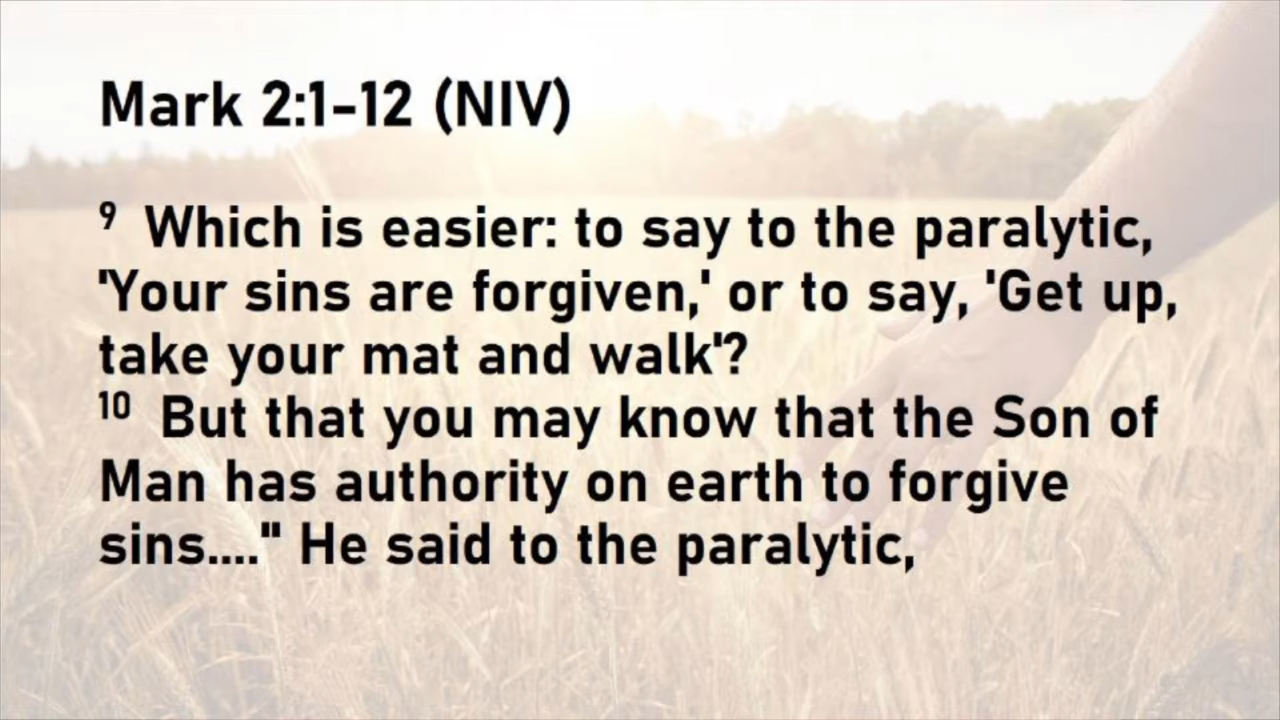 Mark 2:1-12 (NIV)
9 Which is easier: to say to the paralytic,
'Your sins are forgiven,' or to say, 'Get up,
take your mat and walk'?
10 But that you may know that the Son of
Man has authority on earth to forgive
sins...." He said to the paralytic,